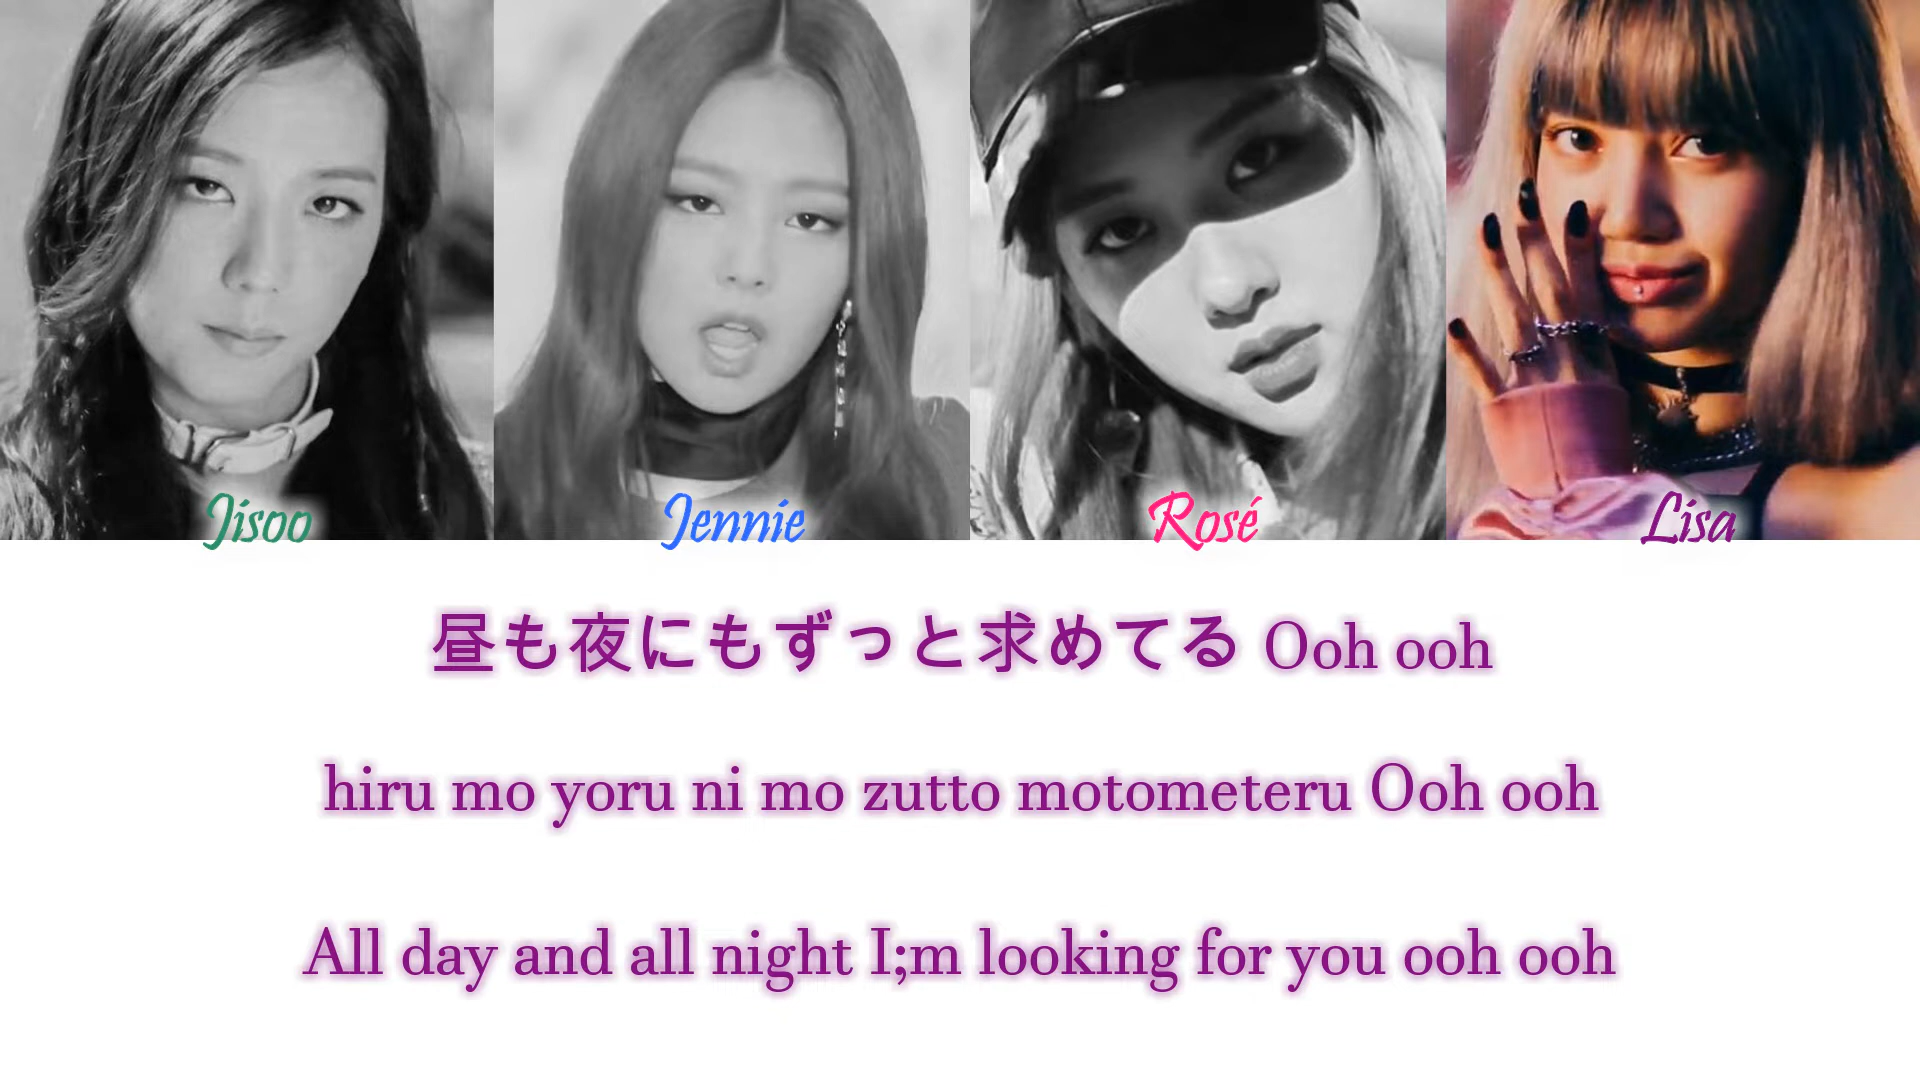 Jisoo Jennie Rosé Lisa
昼も夜にもずっと求めてる Ooh ooh
hiru mo yoru ni mo zutto motometeru Ooh ooh
All day and all night I;m looking for you ooh ooh